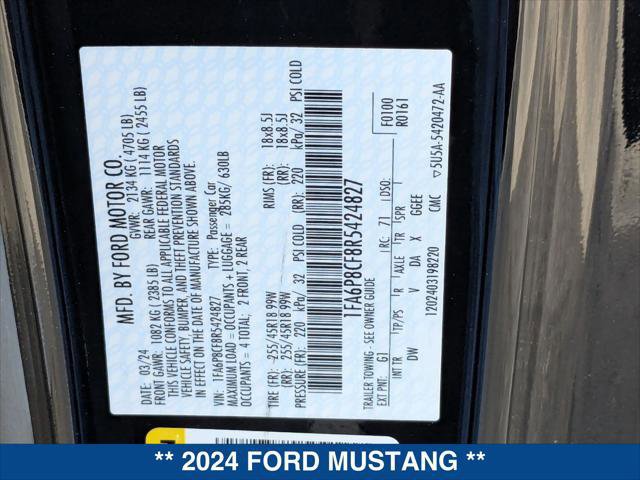 MFD. BY FORD MOTOR CO.
DATE: 03/24 GVWR: 2134 KG ( 4705 LB)
FRONT GAWR: 1082 KG ( 2385 LB) REAR GAWR: 1114 KG ( 2455 LB)
THIS VEHICLE CONFORMS TO ALL APPLICABLE FEDERAL MOTOR
VEHICLE SAFETY, BUMPER, AND THEFT PREVENTION STANDARDS
IN EFFECT ON THE DATE OF MANUFACTURE SHOWN ABOVE.
VIN: 1FA6P8CF8R5424827 TYPE: Passenger Car
MAXIMUM LOAD = OCCUPANTS + LUGGAGE = 285KG/ 630LB
OCCUPANTS = 4 TOTAL; 2 FRONT, 2 REAR
TIRE (FR): 255/45R18 99W RIMS (FR): 18x8.5J
(RR): 255/45R18 99W (RR): 18x8.5J
PRESSURE (FR): 220 kPa/ 32 PSI COLD (RR): 220 kPa/ 32 PSI COLD
1FA6P8CF8R5424827
TRAILER TOWING - SEE OWNER GUIDE
F0100
R0161
EXT PNT: G1 RC: 71 DSO:
INT TR TP/PS R AXLE TR SPR
DW V DA X GGEE
1202403198220 CMC ▽5U5A-5420472-AA
** 2024 FORD MUSTANG **